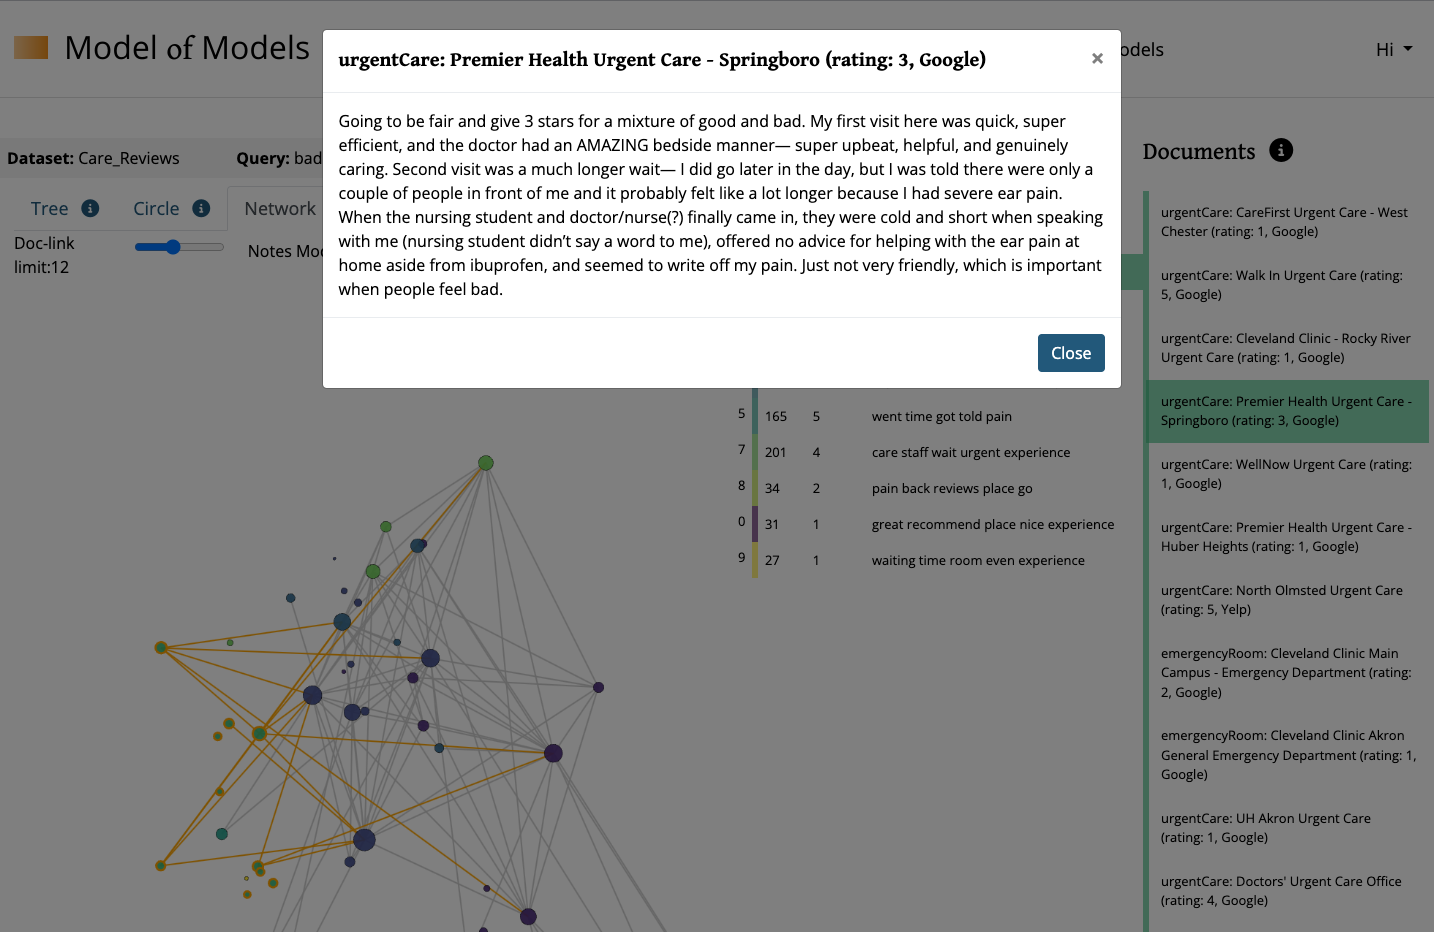 Model of Models
odels
Hi
urgentCare: Premier Health Urgent Care - Springboro (rating: 3, Google)
×
Going to be fair and give 3 stars for a mixture of good and bad. My first visit here was quick, super
efficient, and the doctor had an AMAZING bedside manner— super upbeat, helpful, and genuinely
caring. Second visit was a much longer wait— I did go later in the day, but I was told there were only a
couple of people in front of me and it probably felt like a lot longer because I had severe ear pain.
When the nursing student and doctor/nurse(?) finally came in, they were cold and short when speaking
with me (nursing student didn’t say a word to me), offered no advice for helping with the ear pain at
home aside from ibuprofen, and seemed to write off my pain. Just not very friendly, which is important
when people feel bad.
Close
Dataset: Care_Reviews
Query: bad
Tree
Circle
Network
Doc-link
limit:12
Notes Mo
5 165 5 went time got told pain
7 201 4 care staff wait urgent experience
8 34 2 pain back reviews place go
0 31 1 great recommend place nice experience
9 27 1 waiting time room even experience
Documents
urgentCare: CareFirst Urgent Care - West
Chester (rating: 1, Google)
urgentCare: Walk In Urgent Care (rating:
5, Google)
urgentCare: Cleveland Clinic - Rocky River
Urgent Care (rating: 1, Google)
urgentCare: Premier Health Urgent Care -
Springboro (rating: 3, Google)
urgentCare: WellNow Urgent Care (rating:
1, Google)
urgentCare: Premier Health Urgent Care -
Huber Heights (rating: 1, Google)
urgentCare: North Olmsted Urgent Care
(rating: 5, Yelp)
emergencyRoom: Cleveland Clinic Main
Campus - Emergency Department (rating:
2, Google)
emergencyRoom: Cleveland Clinic Akron
General Emergency Department (rating: 1,
Google)
urgentCare: UH Akron Urgent Care
(rating: 1, Google)
urgentCare: Doctors' Urgent Care Office
(rating: 4, Google)